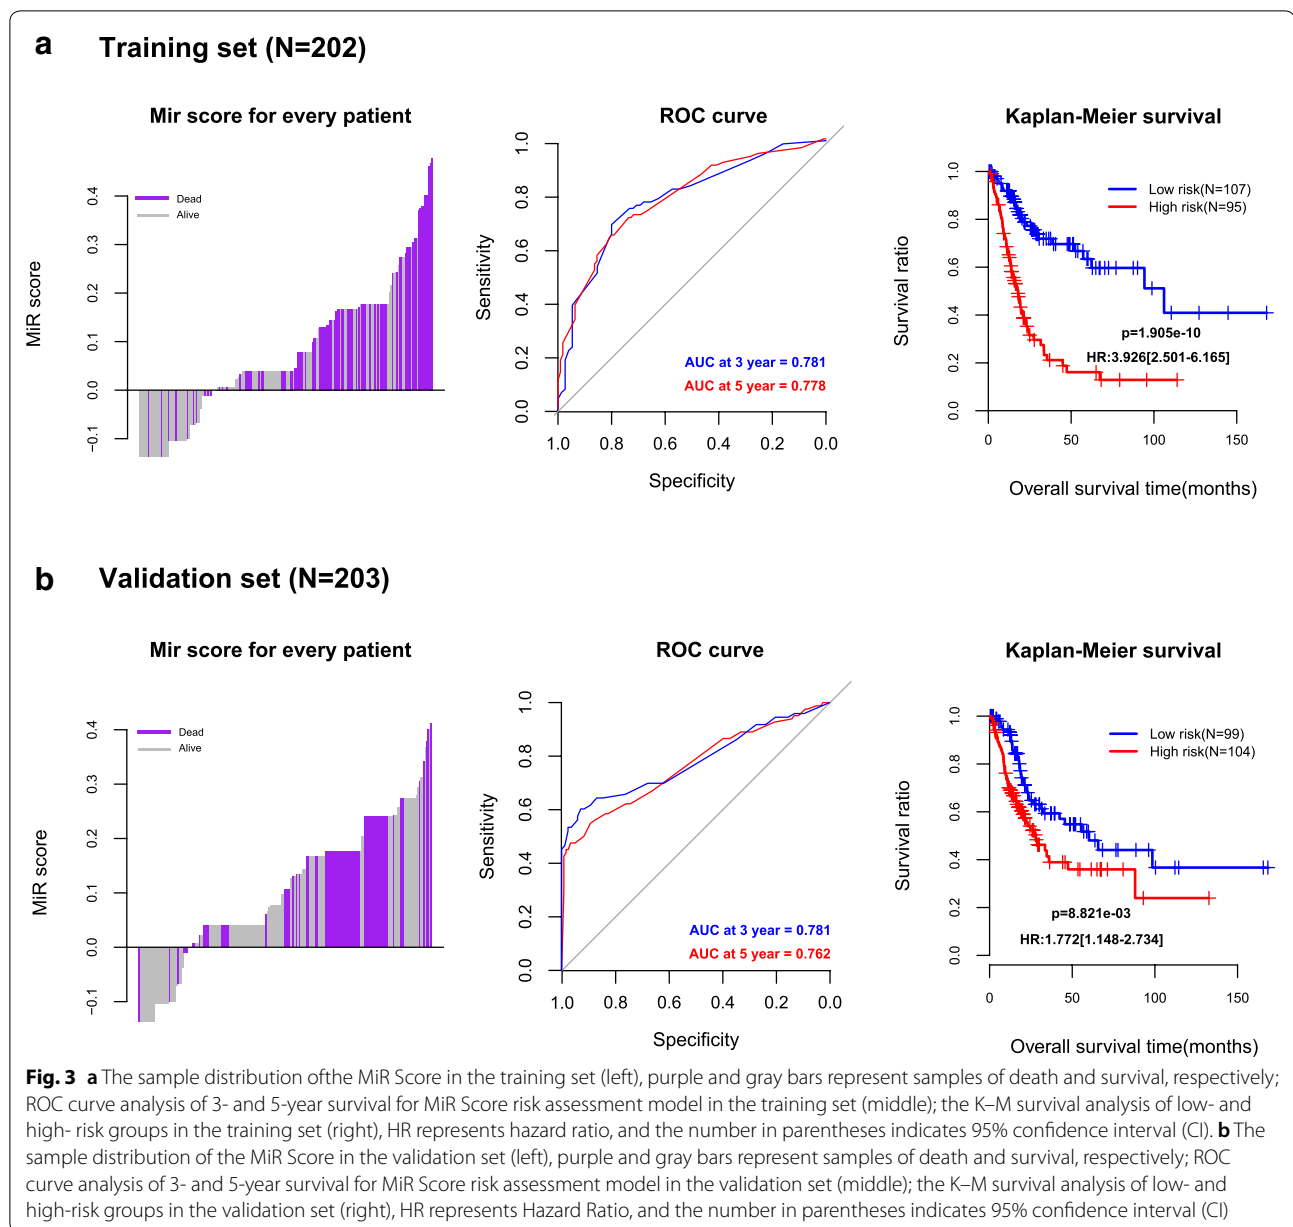 a Training set (N=202)
Mir score for every patient
MiR score
0.4
0.3
0.2
0.1
0.0
−0.1
Dead
Alive
ROC curve
Sensitivity
1.0
0.8
0.6
0.4
0.2
0.0
AUC at 3 year = 0.781
AUC at 5 year = 0.778
1.0 0.8 0.6 0.4 0.2 0.0
Specificity
Kaplan-Meier survival
Survival ratio
1.0
0.8
0.6
0.4
0.2
0.0
Low risk(N=107)
High risk(N=95)
p=1.905e-10
HR:3.926[2.501-6.165]
0 50 100 150
Overall survival time(months)
b Validation set (N=203)
Mir score for every patient
MiR score
0.4
0.3
0.2
0.1
0.0
−0.1
Dead
Alive
ROC curve
Sensitivity
1.0
0.8
0.6
0.4
0.2
0.0
AUC at 3 year = 0.781
AUC at 5 year = 0.762
1.0 0.8 0.6 0.4 0.2 0.0
Specificity
Kaplan-Meier survival
Survival ratio
1.0
0.8
0.6
0.4
0.2
0.0
Low risk(N=99)
High risk(N=104)
p=8.821e-03
HR:1.772[1.148-2.734]
0 50 100 150
Overall survival time(months)
Fig. 3 a The sample distribution ofthe MiR Score in the training set (left), purple and gray bars represent samples of death and survival, respectively;
ROC curve analysis of 3- and 5-year survival for MiR Score risk assessment model in the training set (middle); the K–M survival analysis of low- and
high- risk groups in the training set (right), HR represents hazard ratio, and the number in parentheses indicates 95% confidence interval (CI). b The
sample distribution of the MiR Score in the validation set (left), purple and gray bars represent samples of death and survival, respectively; ROC
curve analysis of 3- and 5-year survival for MiR Score risk assessment model in the validation set (middle); the K–M survival analysis of low- and
high-risk groups in the validation set (right), HR represents Hazard Ratio, and the number in parentheses indicates 95% confidence interval (CI)